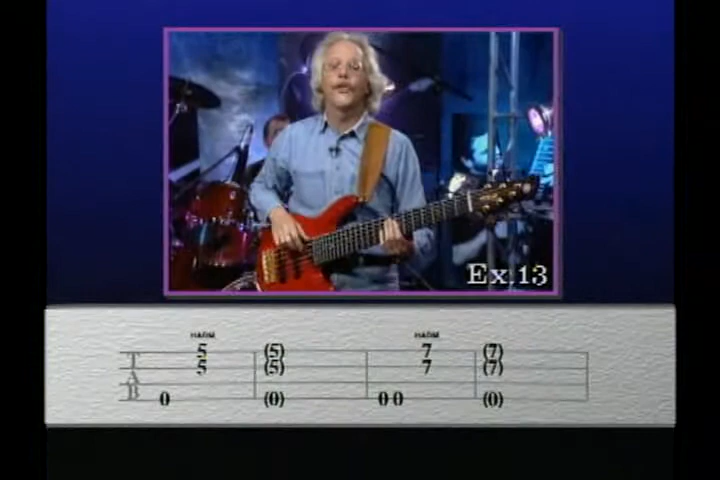 Ex.13
HARM HARM
T 5 (5) 7 (7)
A 5 (5) 7 (7)
B 0 (0) 0 0 (0)